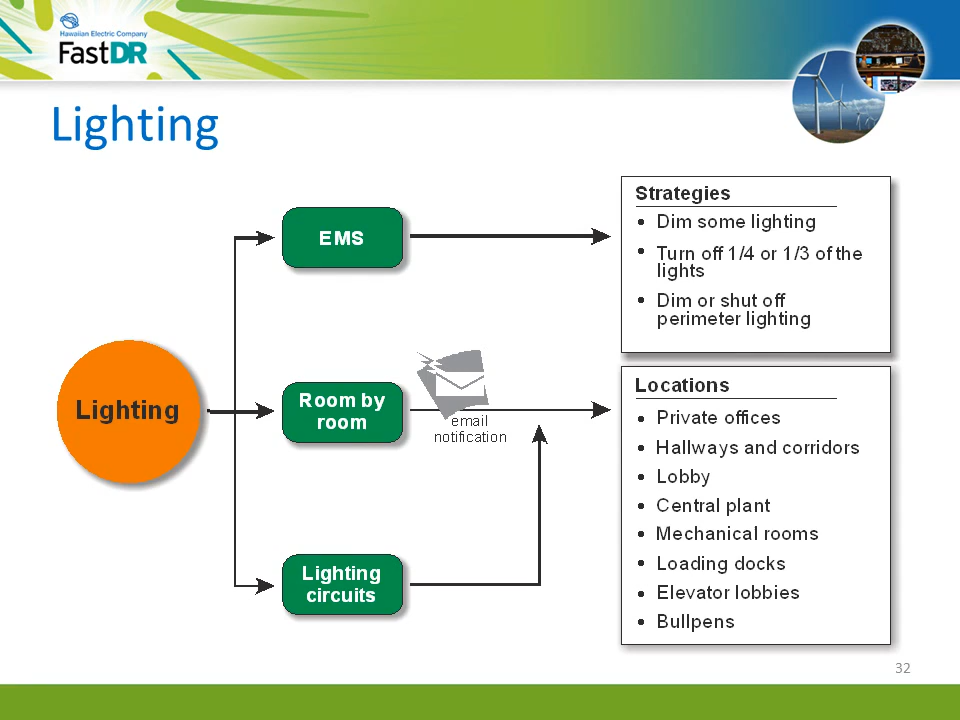 Hawaiian Electric Company
FastDR
Lighting
Lighting
EMS
Room by
room
Lighting
circuits
email
notification
Strategies
• Dim some lighting
• Turn off 1/4 or 1/3 of the
lights
• Dim or shut off
perimeter lighting
Locations
• Private offices
• Hallways and corridors
• Lobby
• Central plant
• Mechanical rooms
• Loading docks
• Elevator lobbies
• Bullpens
32